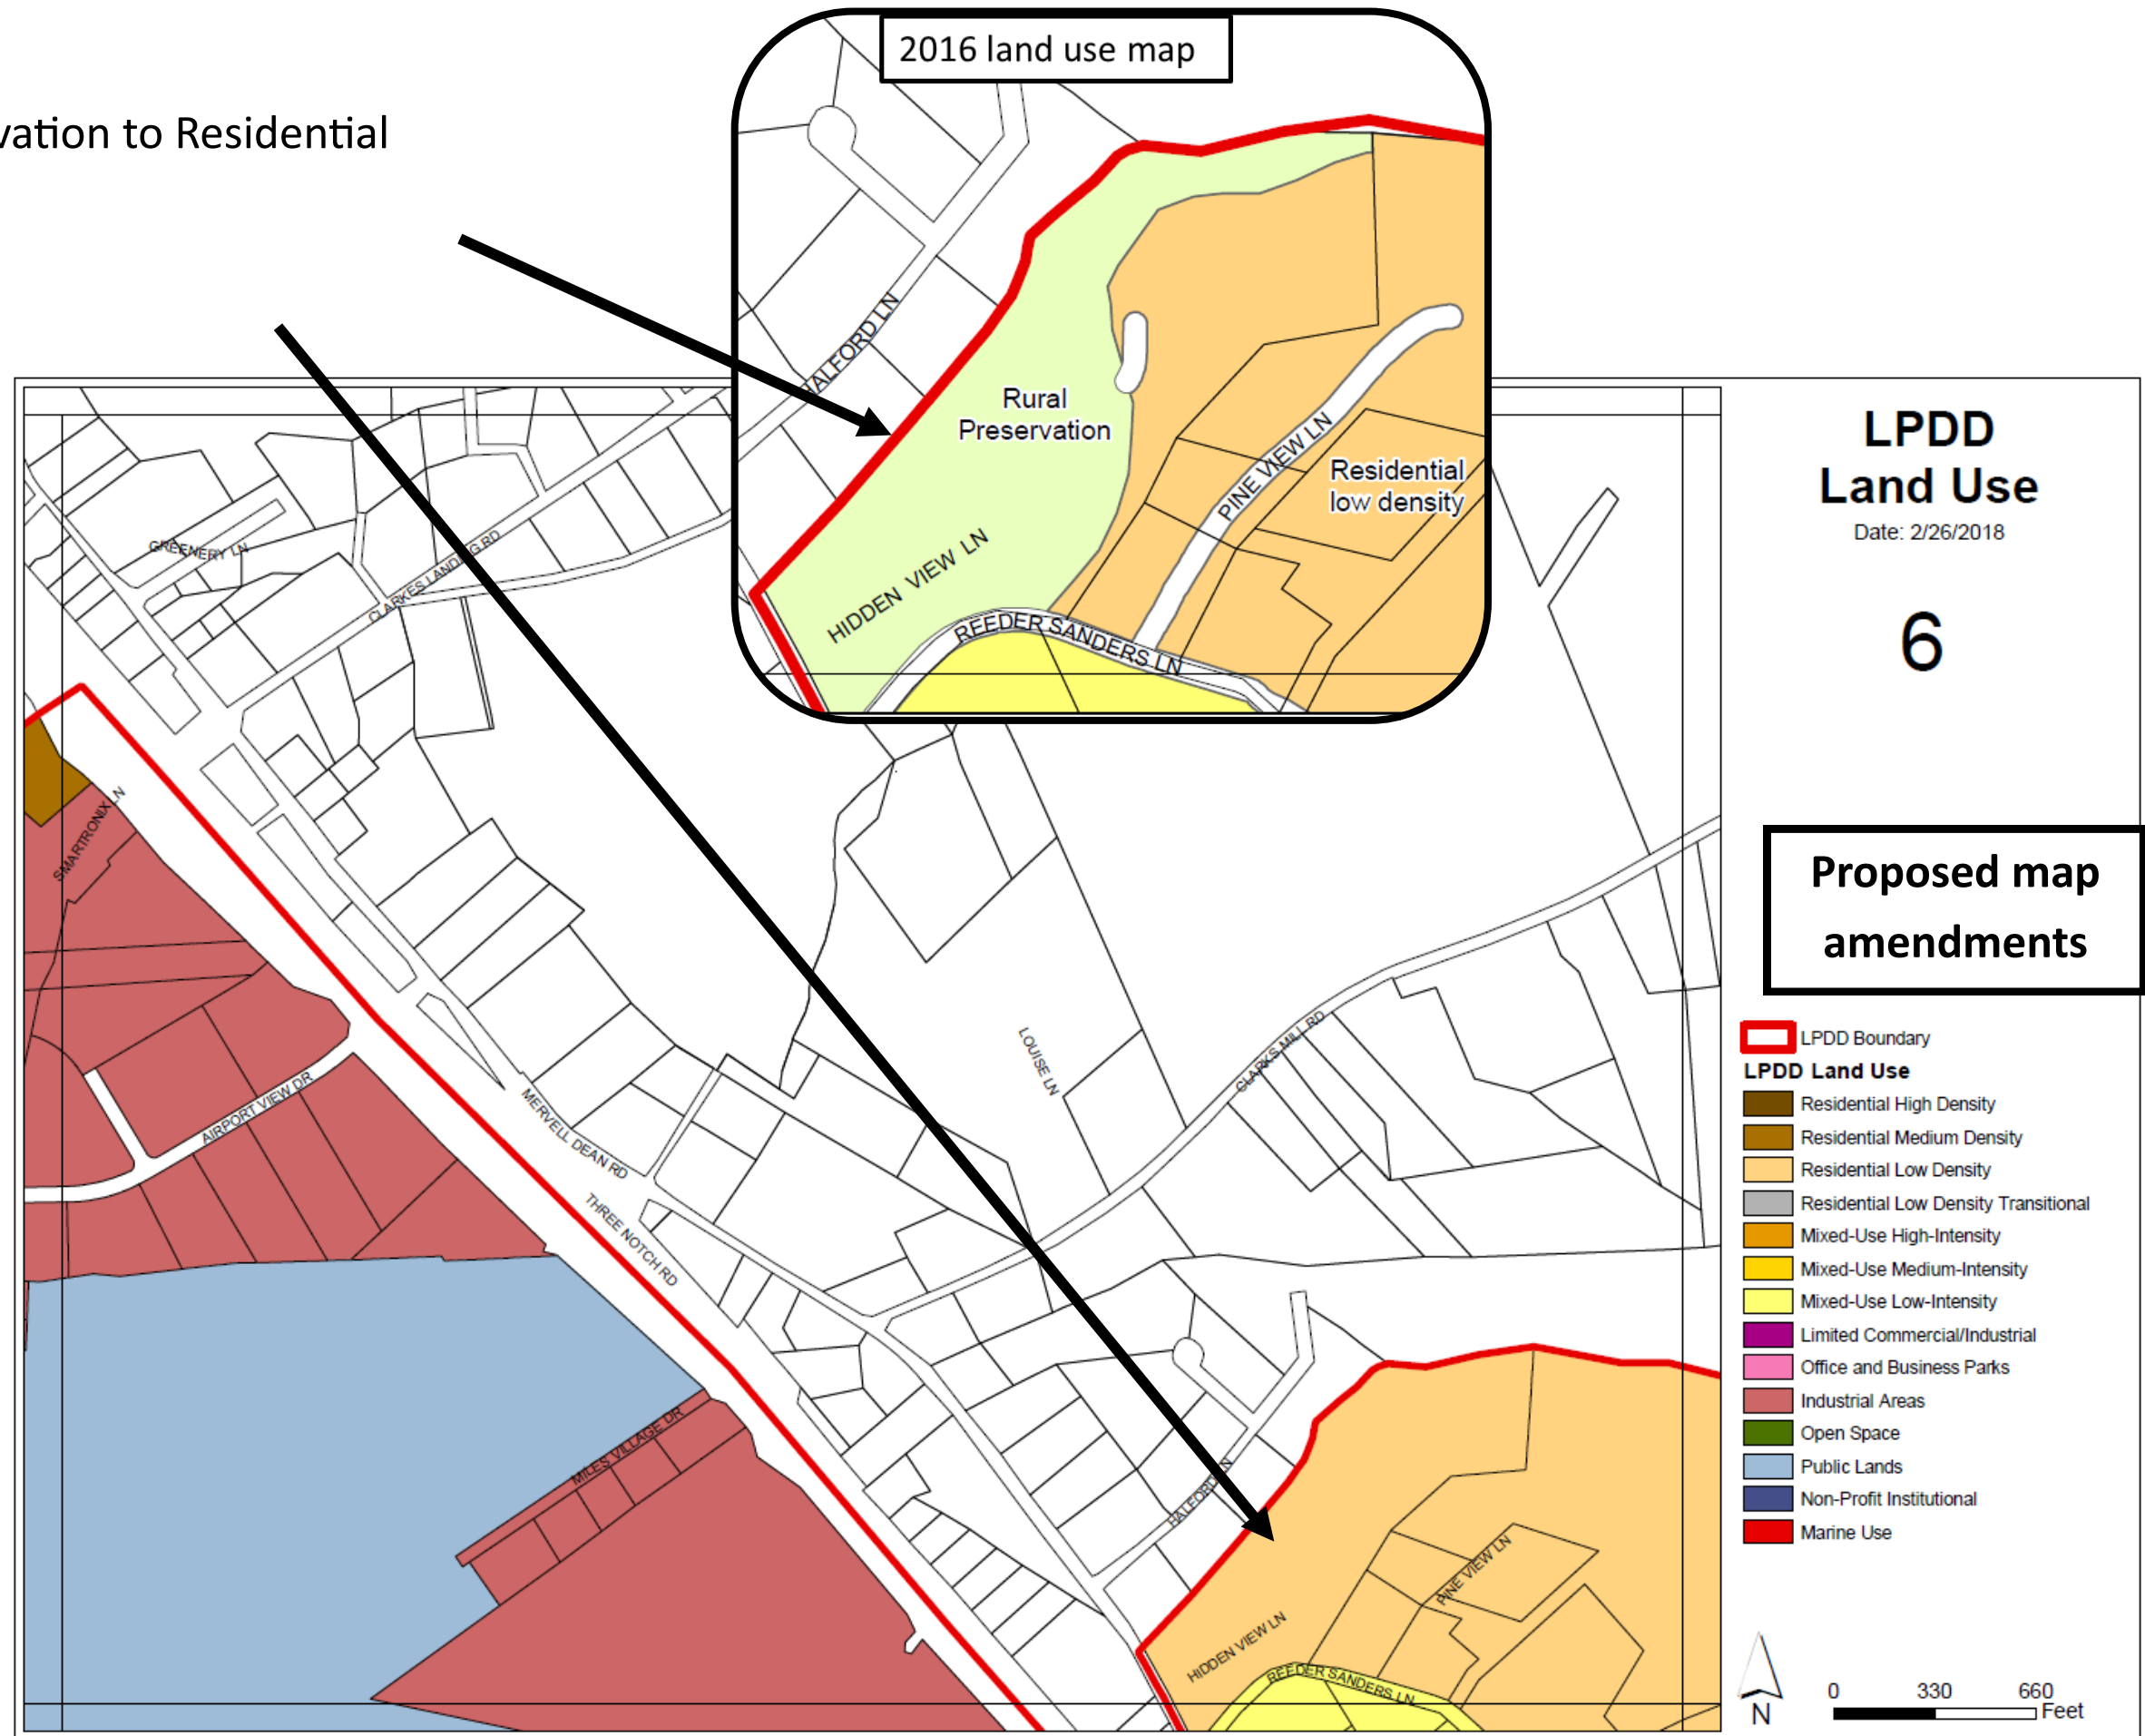 2016 land use map
vation to Residential
HALFORD LN
Rural
Preservation
PINE VIEW LN
Residential
low density
HIDDEN VIEW LN
REEDER SANDERS LN
LPDD
Land Use
Date: 2/26/2018
6
GREENERY LN
CLARKES LANDING RD
SMARTRONIX LN
Proposed map
amendments
LOUISE LN
CLARKS MILL RD
AIRPORT VIEW DR
MERVELL DEAN RD
THREE NOTCH RD
MILES VILLAGE DR
HALFORD LN
PINE VIEW LN
HIDDEN VIEW LN
REEDER SANDERS LN
LPDD Boundary
LPDD Land Use
Residential High Density
Residential Medium Density
Residential Low Density
Residential Low Density Transitional
Mixed-Use High-Intensity
Mixed-Use Medium-Intensity
Mixed-Use Low-Intensity
Limited Commercial/Industrial
Office and Business Parks
Industrial Areas
Open Space
Public Lands
Non-Profit Institutional
Marine Use
N
0 330 660
Feet